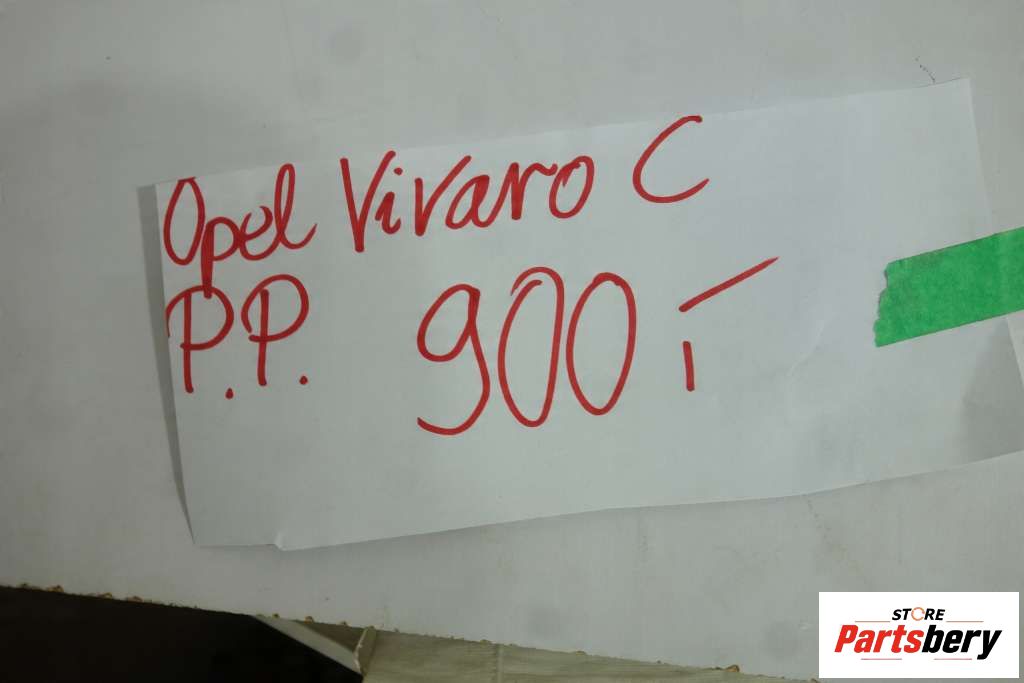 Opel Vivaro C
P.P. 900,-
STORE
Partsbery